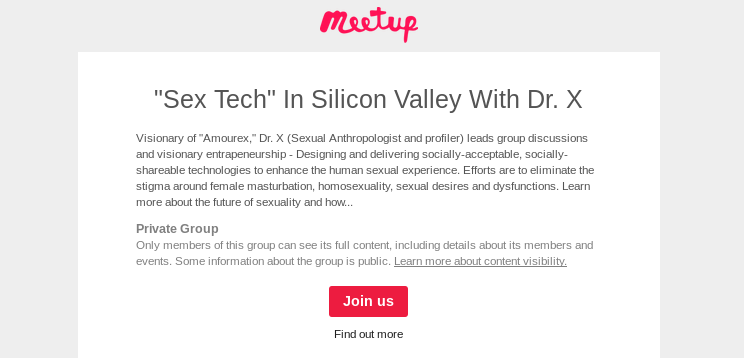 Meetup
"Sex Tech" In Silicon Valley With Dr. X
Visionary of "Amourex," Dr. X (Sexual Anthropologist and profiler) leads group discussions
and visionary entrapeneurship - Designing and delivering socially-acceptable, socially-
shareable technologies to enhance the human sexual experience. Efforts are to eliminate the
stigma around female masturbation, homosexuality, sexual desires and dysfunctions. Learn
more about the future of sexuality and how...
Private Group
Only members of this group can see its full content, including details about its members and
events. Some information about the group is public. Learn more about content visibility.
Join us
Find out more